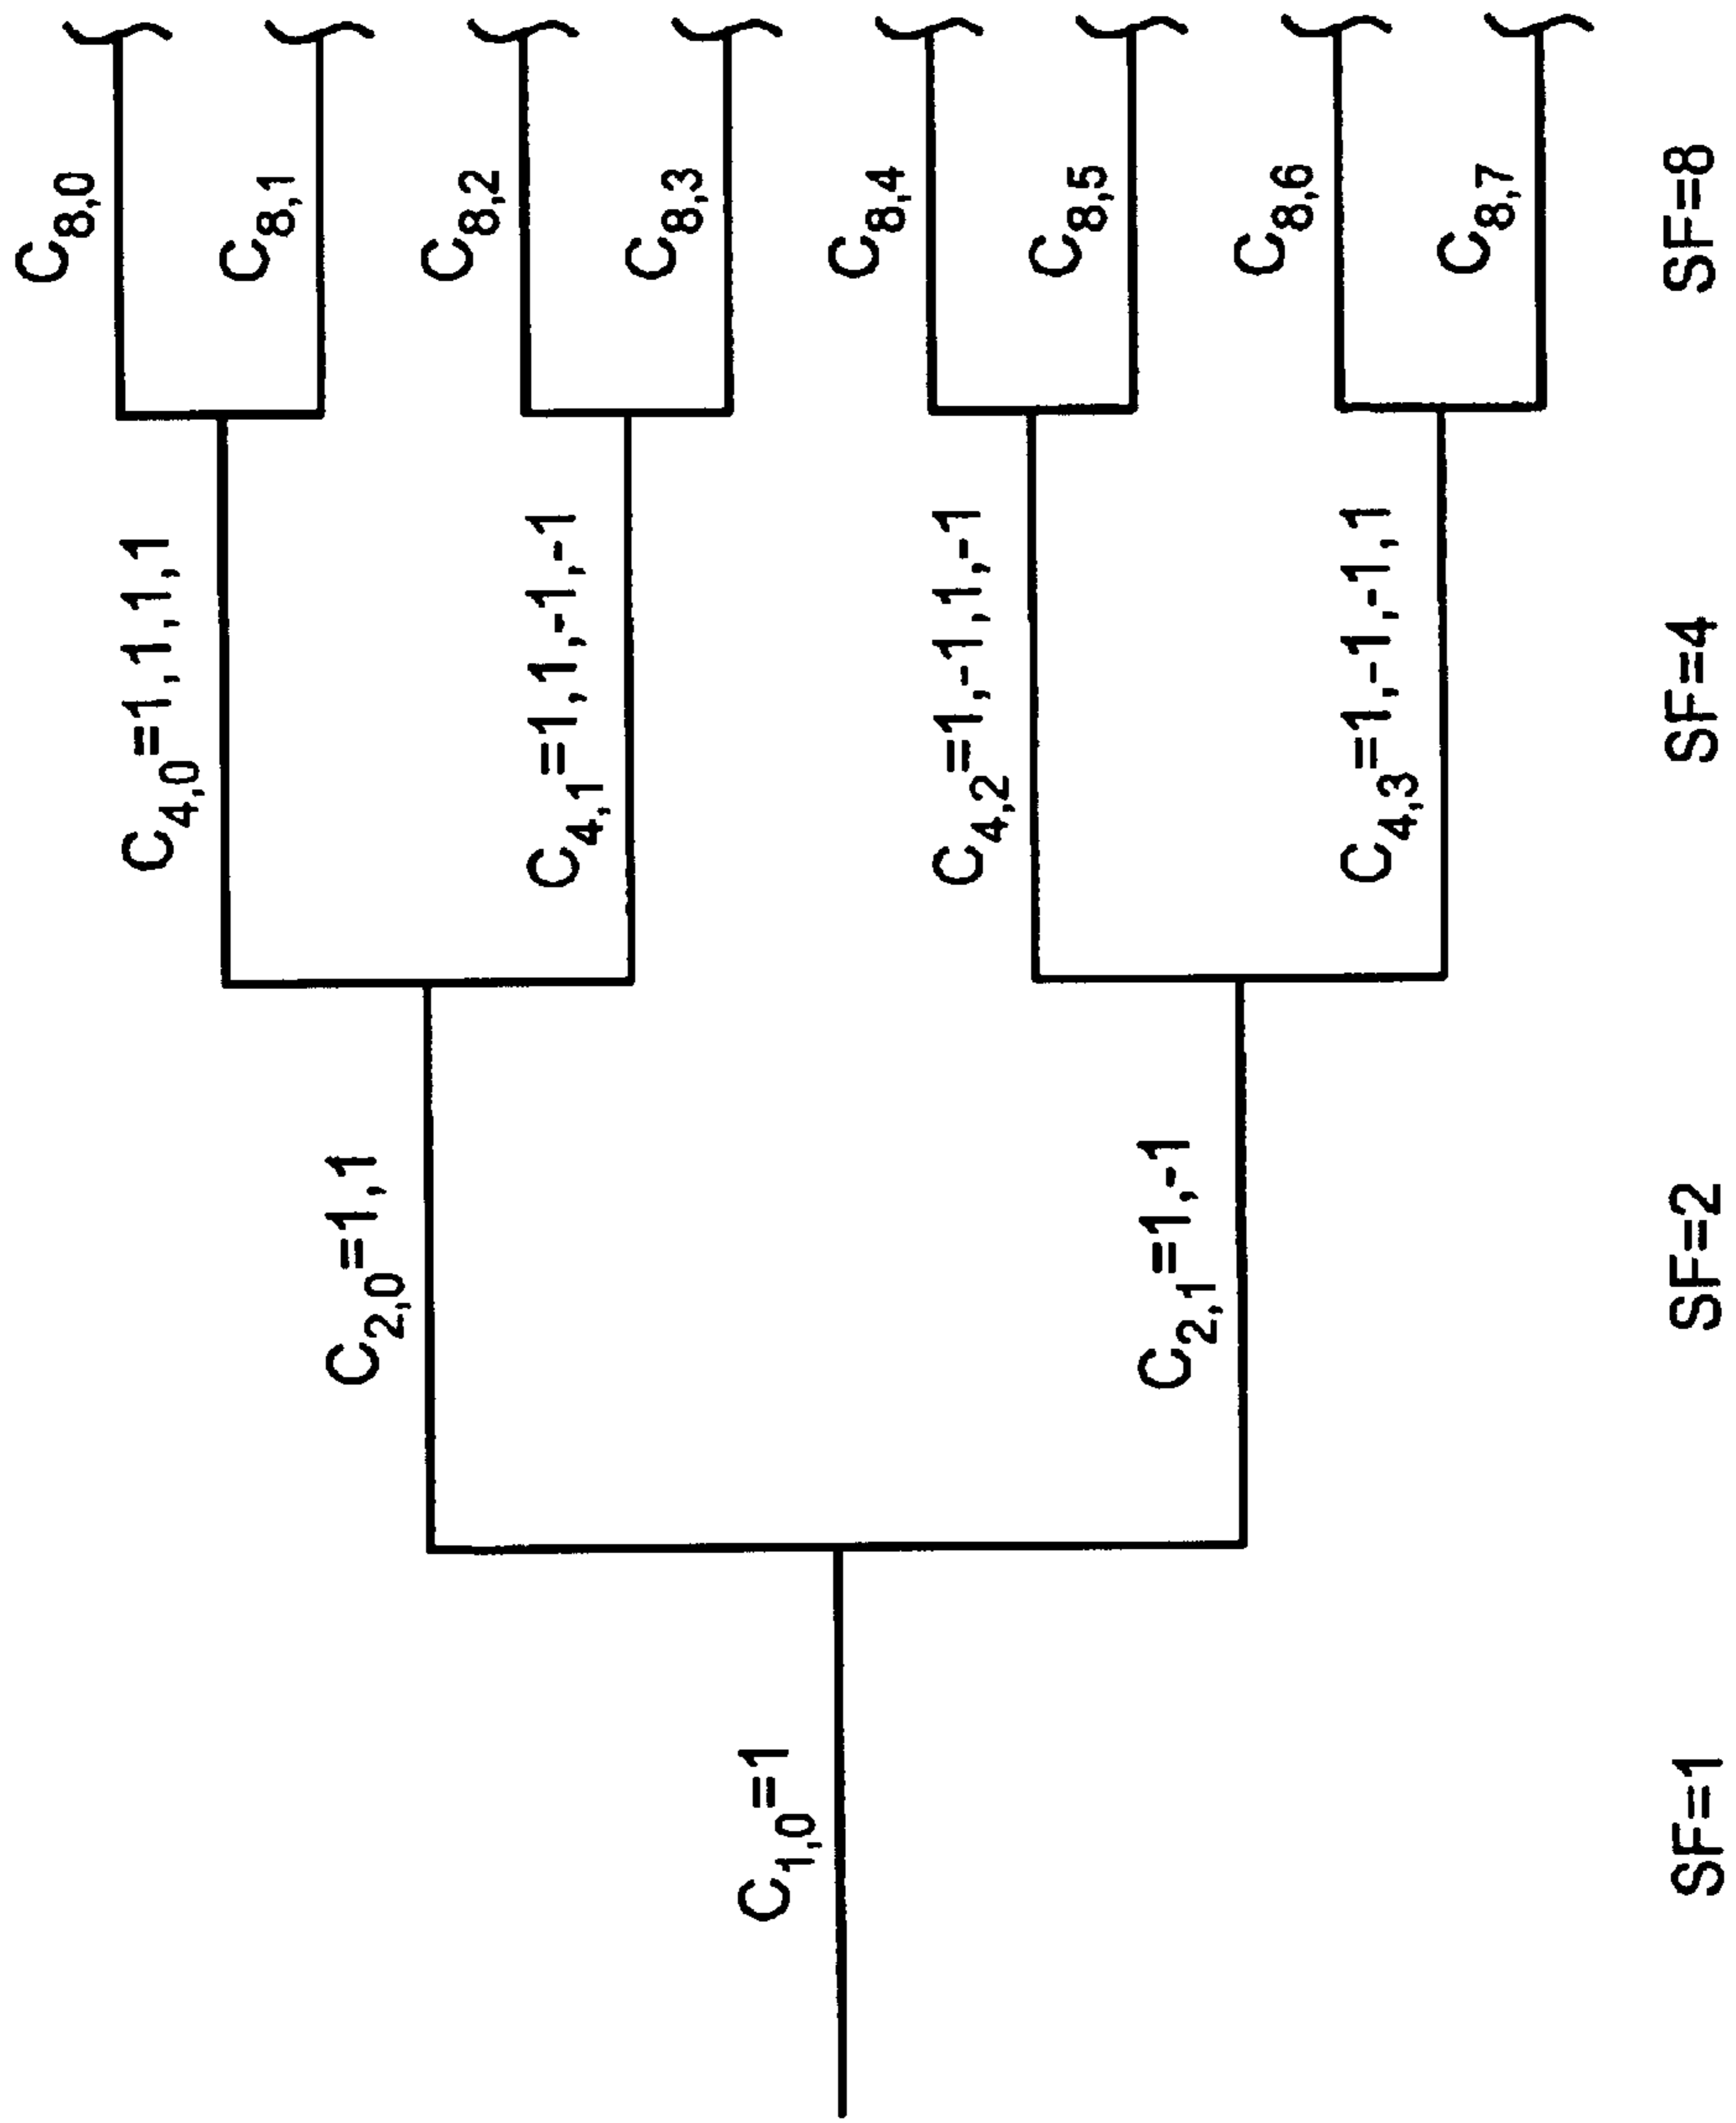 C8,0
C8,1
C8,2
C8,3
C8,4
C8,5
C8,6
C8,7
C4,0=1,1,1,1
C4,1=1,1,-1,-1
C4,2=1,-1,1,-1
C4,3=1,-1,-1,1
C2,0=1,1
C2,1=1,-1
C1,0=1
SF=1
SF=2
SF=4
SF=8